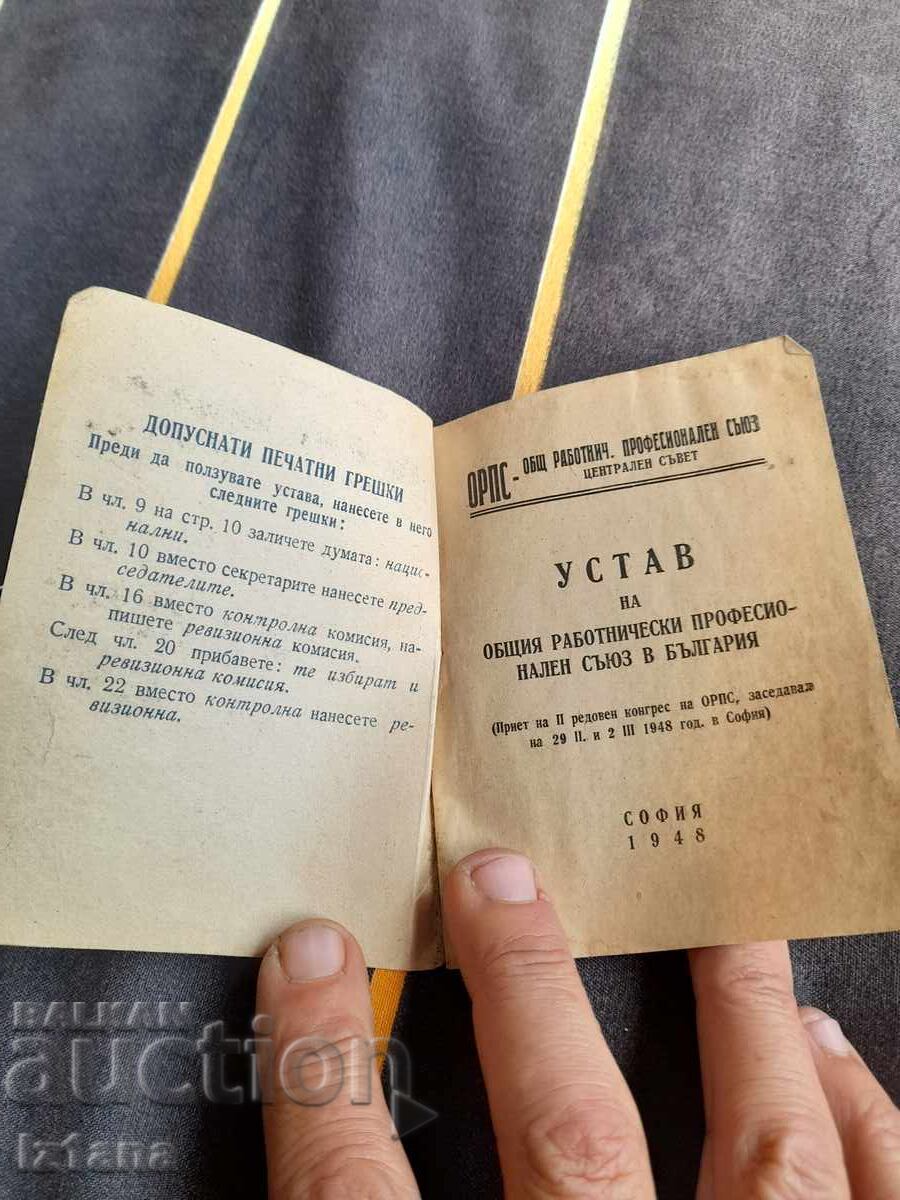 ДОПУСНАТИ ПЕЧАТНИ ГРЕШКИ
Преди да ползувате устава, нанесете в него
следните грешки:
В чл. 9 на стр. 10 заличете думата: нацио-
нални.
В чл. 10 вместо секретарите нанесете пред-
седателите.
В чл. 16 вместо контролна комисия, на-
пишете ревизионна комисия.
След чл. 20 прибавете: те избират и
ревизионна комисия.
В чл. 22 вместо контролна нанесете ре-
визионна.
ОРПС - ОБЩ РАБОТНИЧ. ПРОФЕСИОНАЛЕН СЪЮЗ
ЦЕНТРАЛЕН СЪВЕТ
УСТАВ
НА
ОБЩИЯ РАБОТНИЧЕСКИ ПРОФЕСИО-
НАЛЕН СЪЮЗ В БЪЛГАРИЯ
(Приет на II редовен конгрес на ОРПС, заседавал
на 29 II. и 2 III 1948 год. в София)
СОФИЯ
1948
BALKAN
auction
Iziana